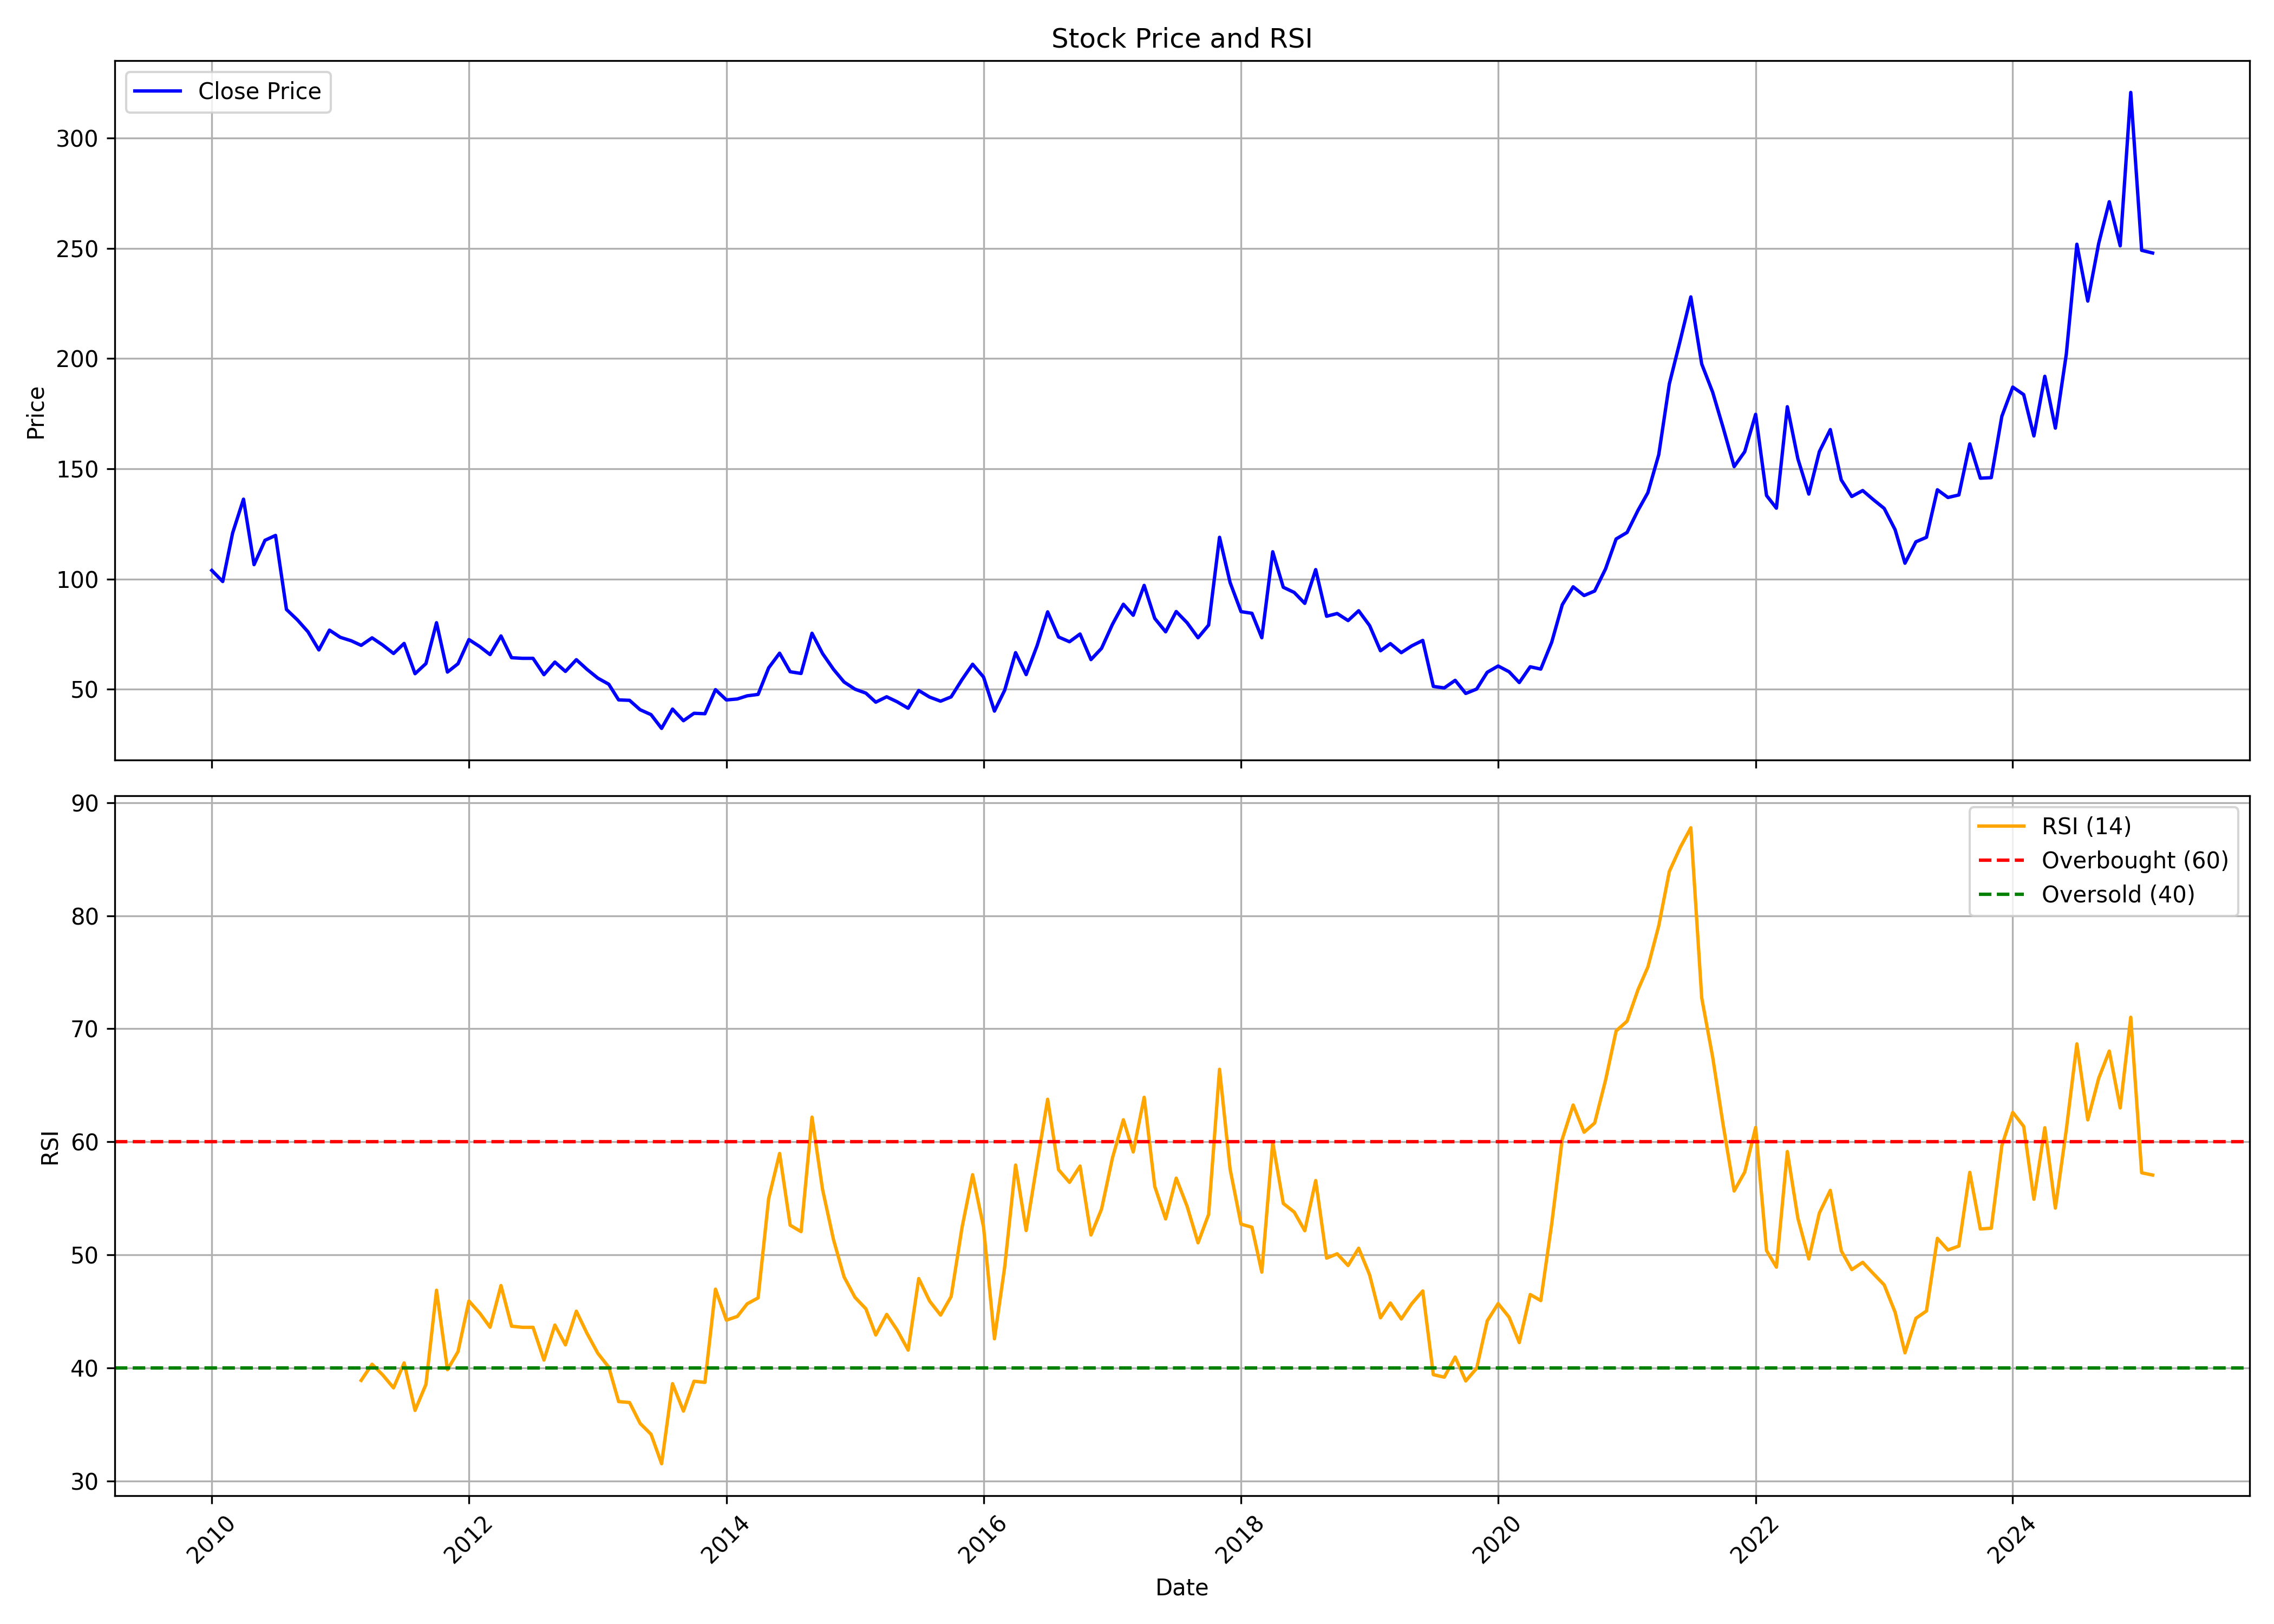 Stock Price and RSI
Close Price
300
250
200
150
100
50
Price
90
80
70
60
50
40
30
RSI
RSI (14)
Overbought (60)
Oversold (40)
2010
2012
2014
2016
2018
2020
2022
2024
Date